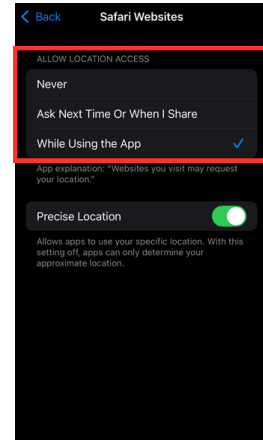 Back
Safari Websites
ALLOW LOCATION ACCESS
Never
Ask Next Time Or When I Share
While Using the App
App explanation: "Websites you visit may request
your location."
Precise Location
Allows apps to use your specific location. With this
setting off, apps can only determine your
approximate location.